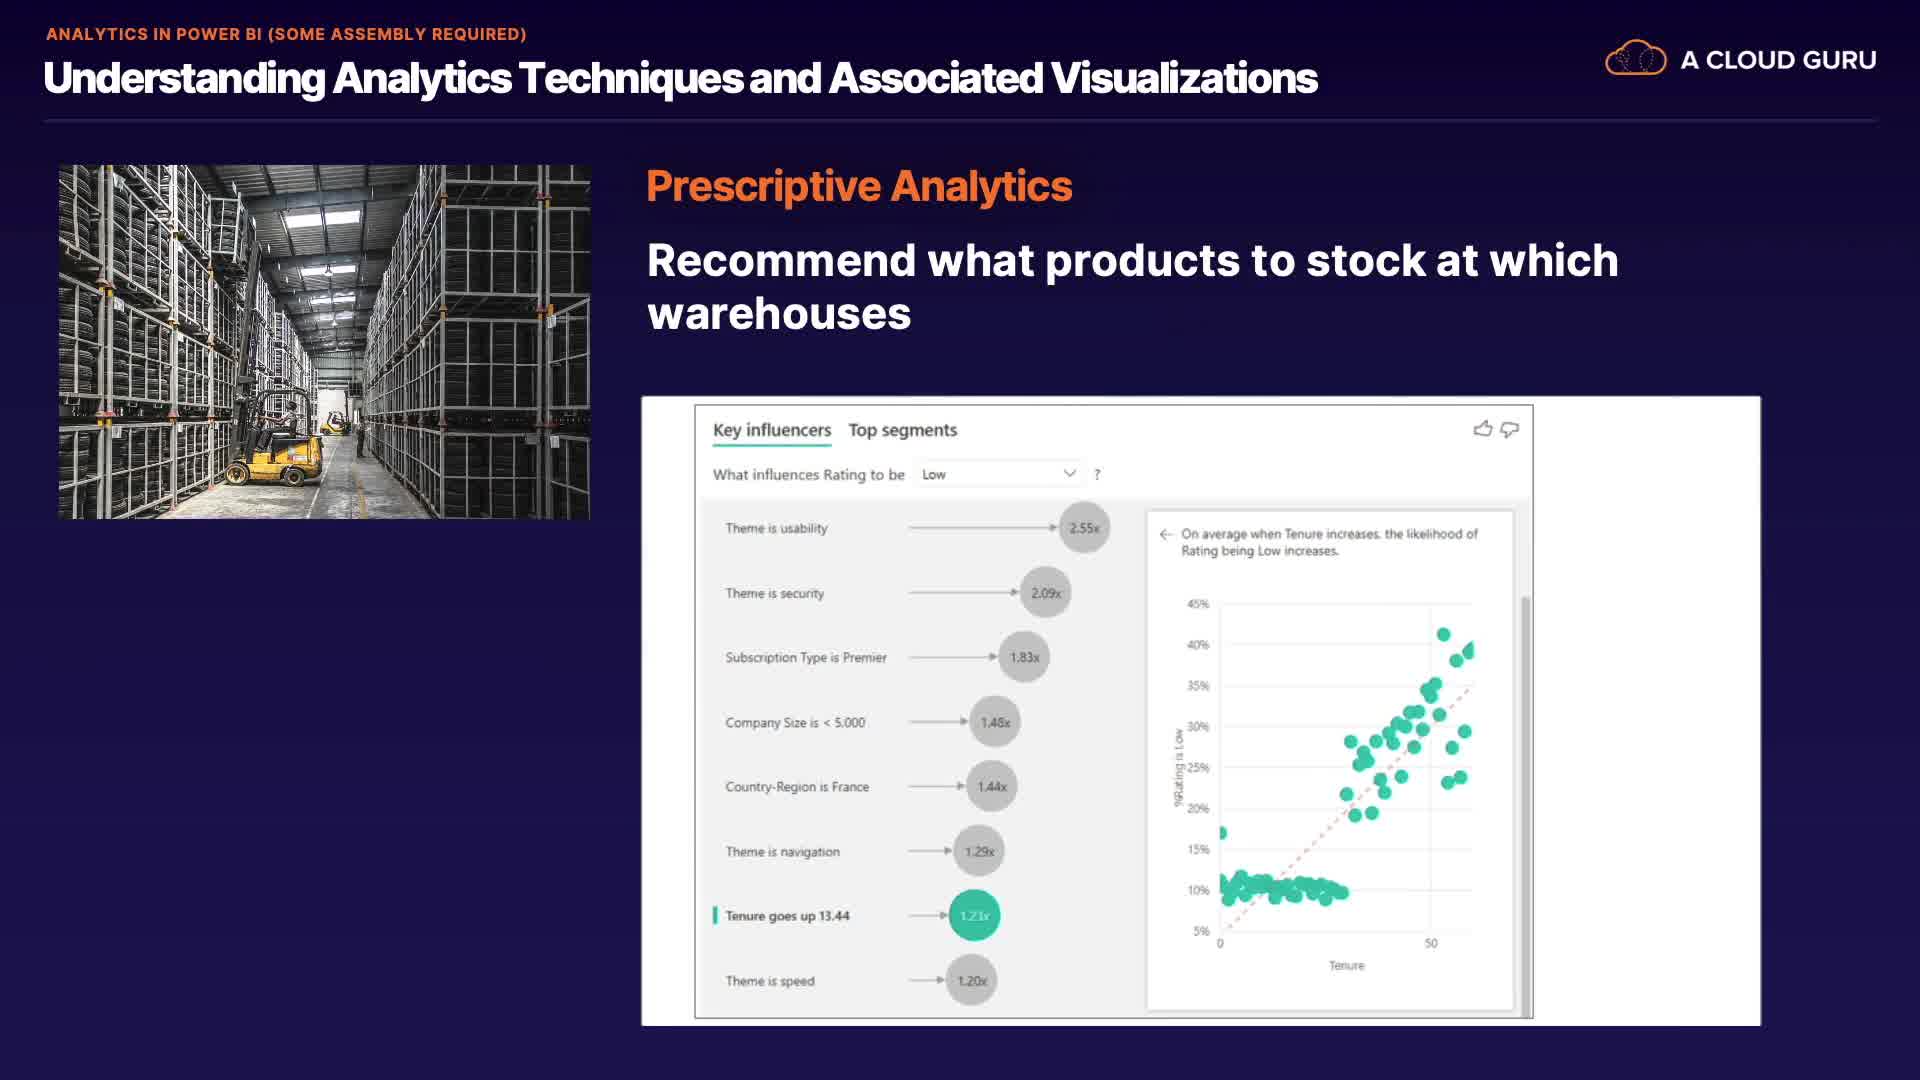 ANALYTICS IN POWER BI (SOME ASSEMBLY REQUIRED)
Understanding Analytics Techniques and Associated Visualizations
A CLOUD GURU
Prescriptive Analytics
Recommend what products to stock at which
warehouses
Key influencers Top segments
What influences Rating to be Low ?
Theme is usability 2.55x
Theme is security 2.09x
Subscription Type is Premier 1.83x
Company Size is < 5,000 1.48x
Country-Region is France 1.44x
Theme is navigation 1.29x
Tenure goes up 13.44 1.23x
Theme is speed 1.20x
On average when Tenure increases, the likelihood of
Rating being Low increases.
45%
40%
35%
30%
25%
20%
15%
10%
5%
%Rating is Low
0 50
Tenure